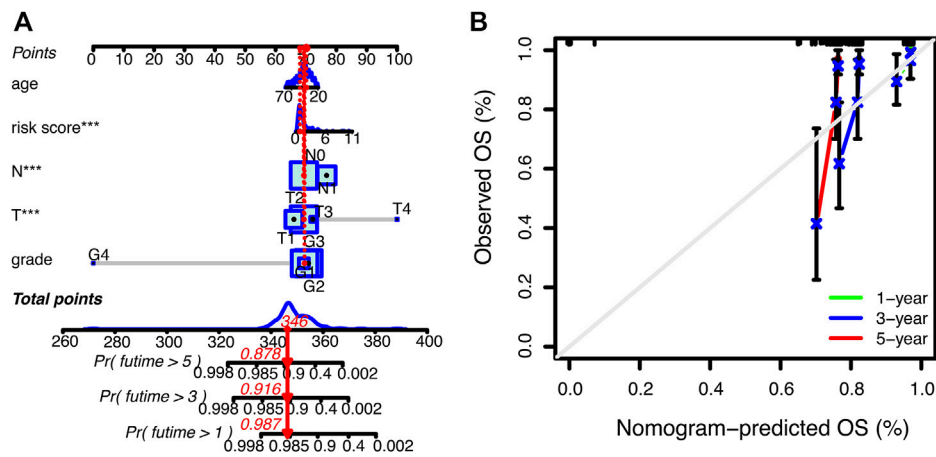 A
Points
0 10 20 30 40 50 60 70 80 90 100
age
70 20
risk score***
0 6 11
N***
N0
N1
T***
T2
T1
T3
T4
grade
G4
G3
G1
G2
Total points
346
260 280 300 320 340 360 380 400
Pr( futime > 5 )
0.878
0.998 0.985 0.9 0.4 0.002
Pr( futime > 3 )
0.916
0.998 0.985 0.9 0.4 0.002
Pr( futime > 1 )
0.987
0.998 0.985 0.9 0.4 0.002
B
Observed OS (%)
1.0
0.8
0.6
0.4
0.2
0.0
1-year
3-year
5-year
0.0 0.2 0.4 0.6 0.8 1.0
Nomogram-predicted OS (%)